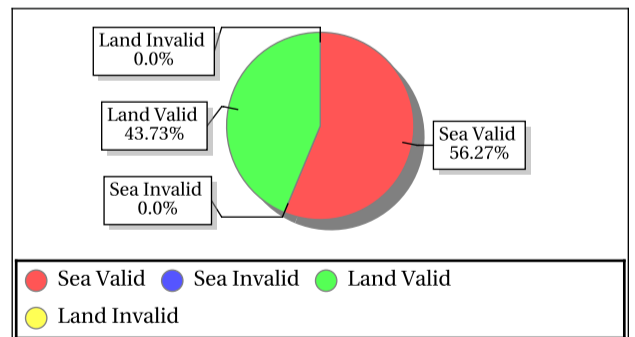 Land Invalid
0.0%
Land Valid
43.73%
Sea Valid
56.27%
Sea Invalid
0.0%
Sea Valid Sea Invalid Land Valid
Land Invalid